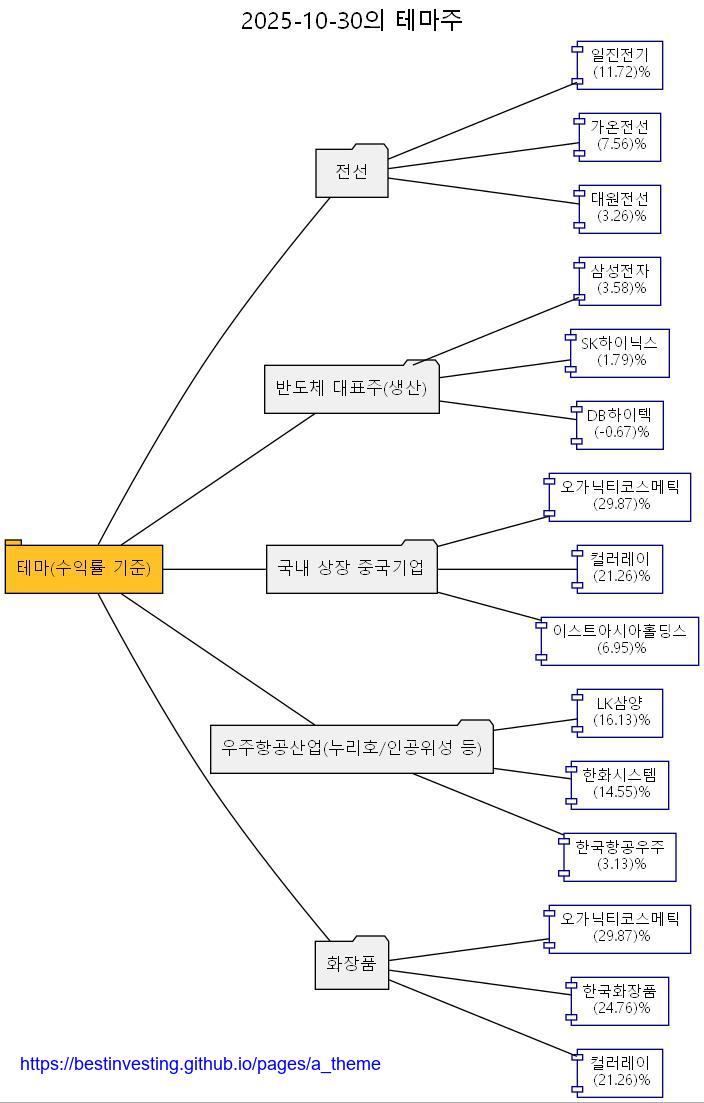 2025-10-30의 테마주
일진전기
(11.72)%
가온전선
(7.56)%
전선
대원전선
(3.26)%
삼성전자
(3.58)%
SK하이닉스
(1.79)%
반도체 대표주(생산)
DB하이텍
(-0.67)%
오가닉티코스메틱
(29.87)%
테마(수익률 기준)
국내 상장 중국기업
컬러레이
(21.26)%
이스트아시아홀딩스
(6.95)%
LK삼양
(16.13)%
우주항공산업(누리호/인공위성 등)
한화시스템
(14.55)%
한국항공우주
(3.13)%
오가닉티코스메틱
(29.87)%
화장품
한국화장품
(24.76)%
컬러레이
(21.26)%
https://bestinvesting.github.io/pages/a_theme